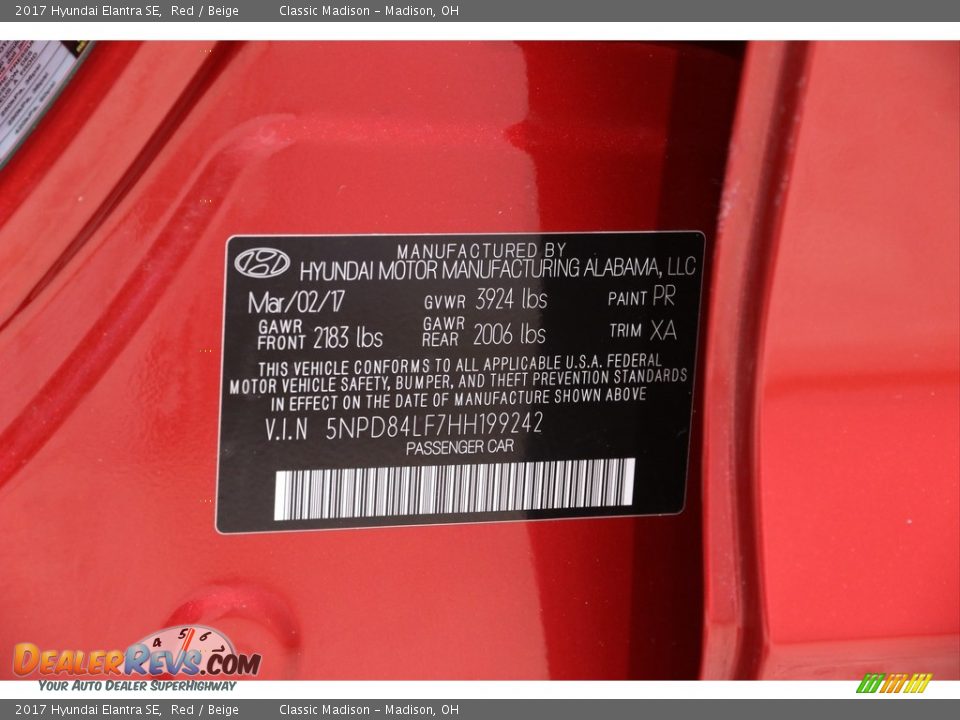 2017 Hyundai Elantra SE, Red / Beige Classic Madison - Madison, OH
MANUFACTURED BY
HYUNDAI MOTOR MANUFACTURING ALABAMA, LLC
Mar/02/17 GVWR 3924 lbs PAINT PR
GAWR FRONT 2183 lbs GAWR REAR 2006 lbs TRIM XA
THIS VEHICLE CONFORMS TO ALL APPLICABLE U.S.A. FEDERAL
MOTOR VEHICLE SAFETY, BUMPER, AND THEFT PREVENTION STANDARDS
IN EFFECT ON THE DATE OF MANUFACTURE SHOWN ABOVE
V.I.N 5NPD84LF7HH199242
PASSENGER CAR
4 5 6 7
DEALERREVS.COM
YOUR AUTO DEALER SUPERHIGHWAY
2017 Hyundai Elantra SE, Red / Beige Classic Madison - Madison, OH